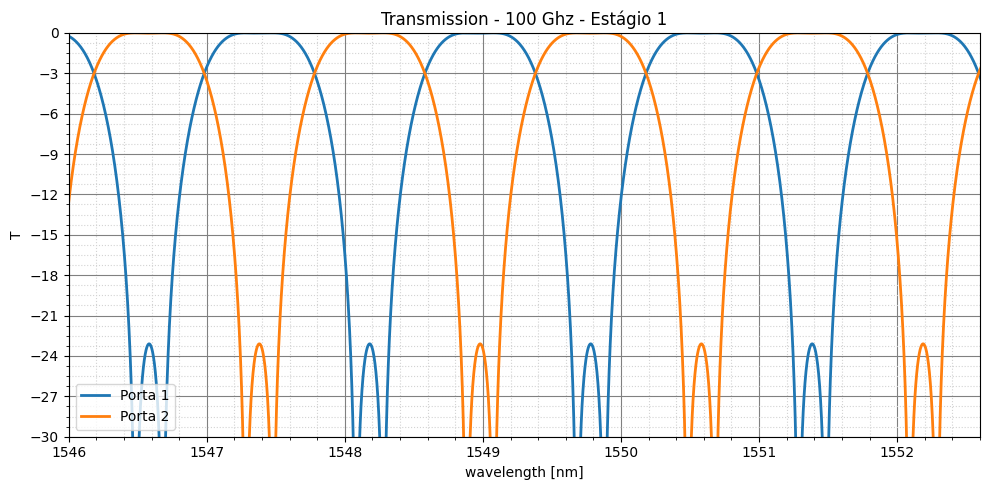 Transmission - 100 Ghz - Estágio 1
0
−3
−6
−9
−12
−15
−18
−21
−24
−27
−30
T
Porta 1
Porta 2
1546 1547 1548 1549 1550 1551 1552
wavelength [nm]